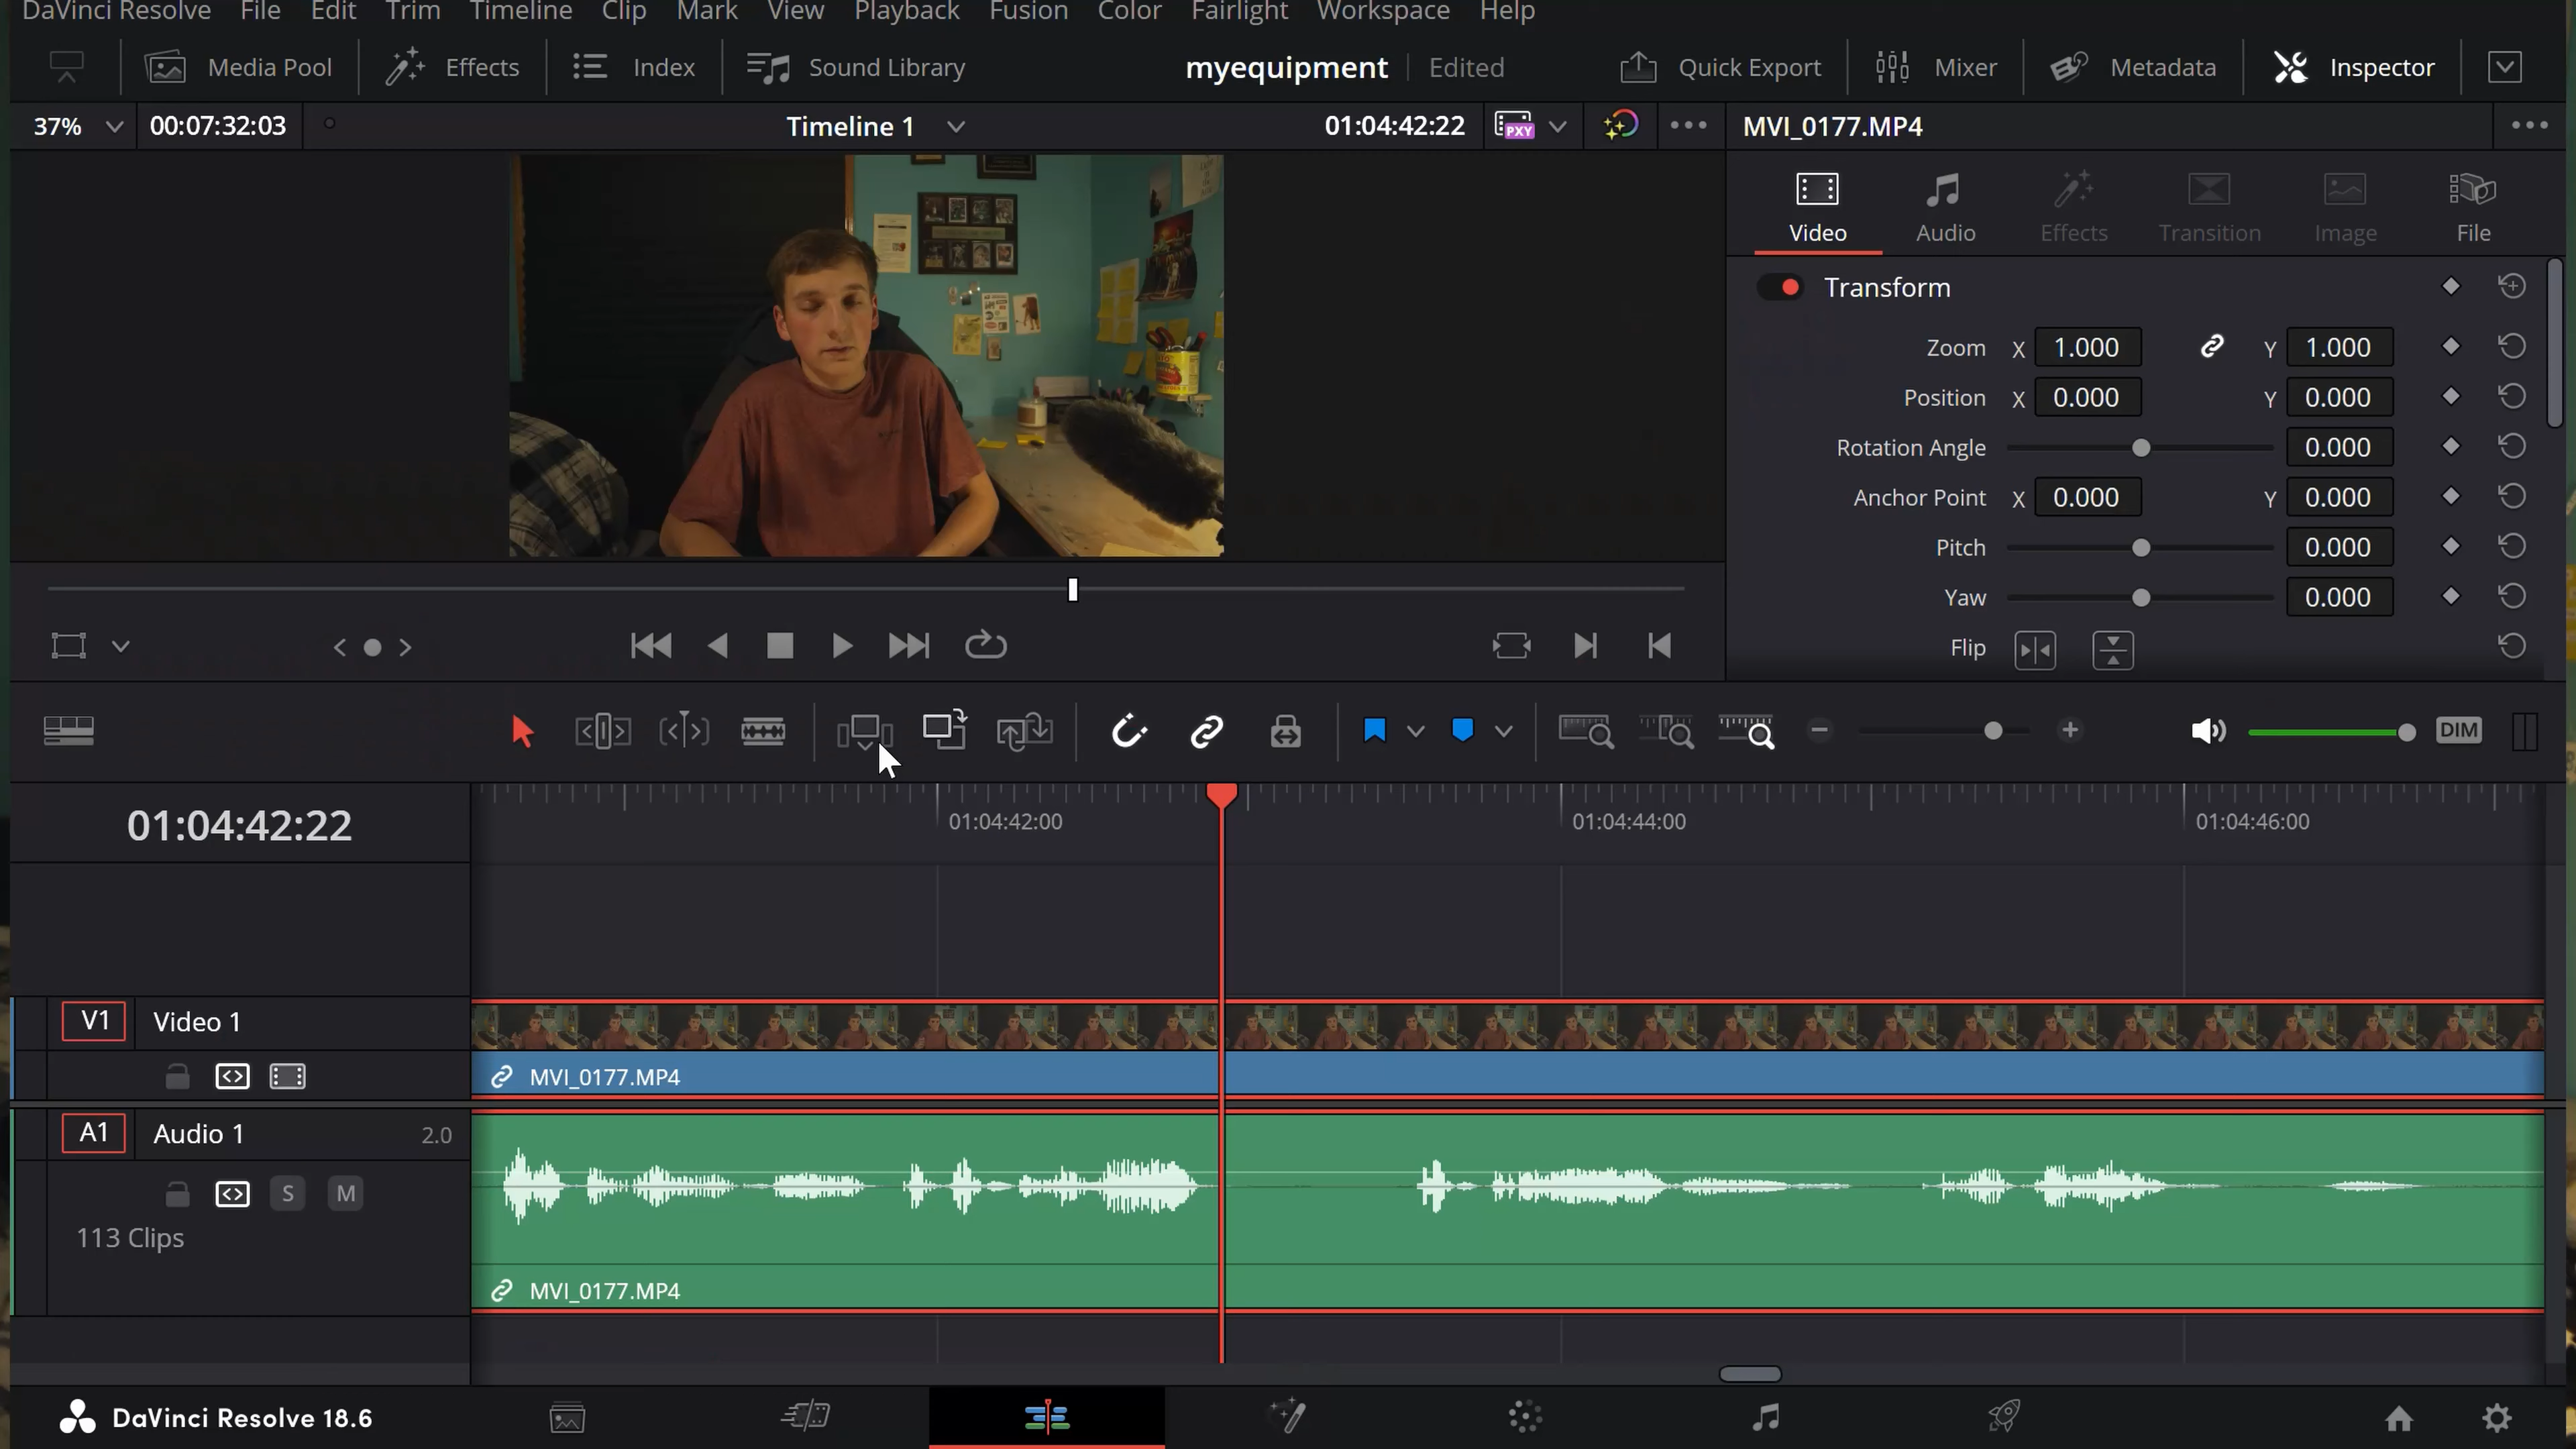 DaVinci Resolve File Edit Trim Timeline Clip Mark View Playback Fusion Color Fairlight Workspace Help
Media Pool Effects Index Sound Library myequipment Edited Quick Export Mixer Metadata Inspector
37% 00:07:32:03 Timeline 1 01:04:42:22 PXY MVI_0177.MP4
Video Audio Effects Transition Image File
Transform
Zoom X 1.000 Y 1.000
Position X 0.000 Y 0.000
Rotation Angle 0.000
Anchor Point X 0.000 Y 0.000
Pitch 0.000
Yaw 0.000
Flip
DIM
01:04:42:22
01:04:42:00 01:04:44:00 01:04:46:00
V1 Video 1
MVI_0177.MP4
A1 Audio 1 2.0
S M
113 Clips
MVI_0177.MP4
DaVinci Resolve 18.6